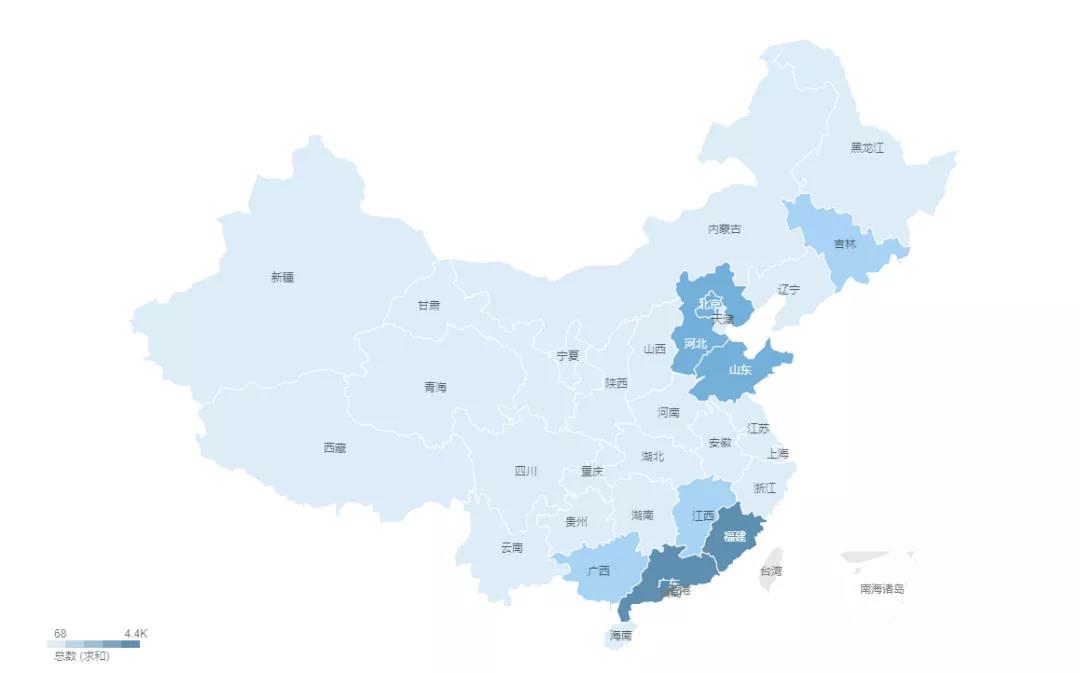 黑龙江
内蒙古
吉林
新疆
辽宁
北京
甘肃
天津
河北
山西
宁夏
山东
陕西
青海
河南
江苏
安徽
西藏
上海
湖北
四川
重庆
浙江
湖南
江西
贵州
福建
云南
广西
台湾
广东
香港
南海诸岛
海南
68
4.4K
总数 (求和)